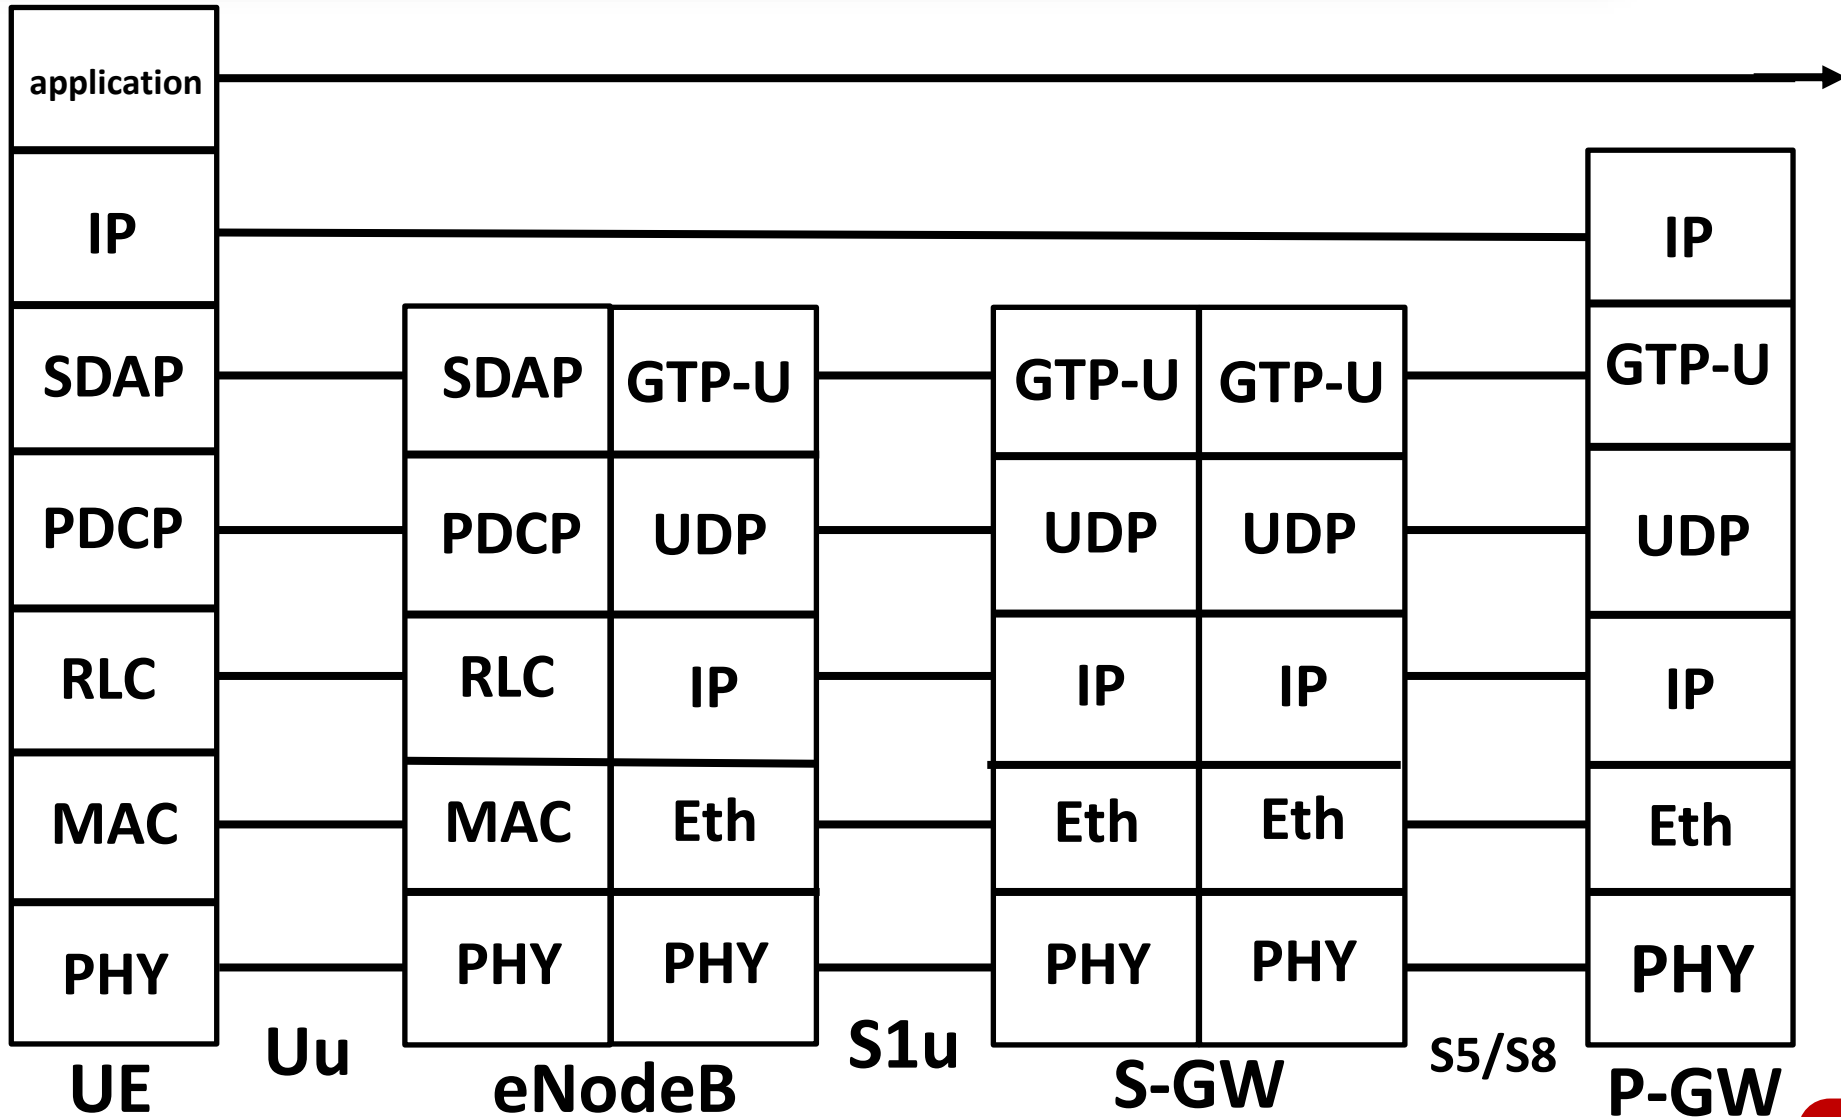 application
IP
IP
SDAP
SDAP
GTP-U
GTP-U
GTP-U
GTP-U
PDCP
PDCP
UDP
UDP
UDP
UDP
RLC
RLC
IP
IP
IP
IP
MAC
MAC
Eth
Eth
Eth
Eth
PHY
PHY
PHY
PHY
PHY
PHY
Uu
S1u
S5/S8
UE
eNodeB
S-GW
P-GW